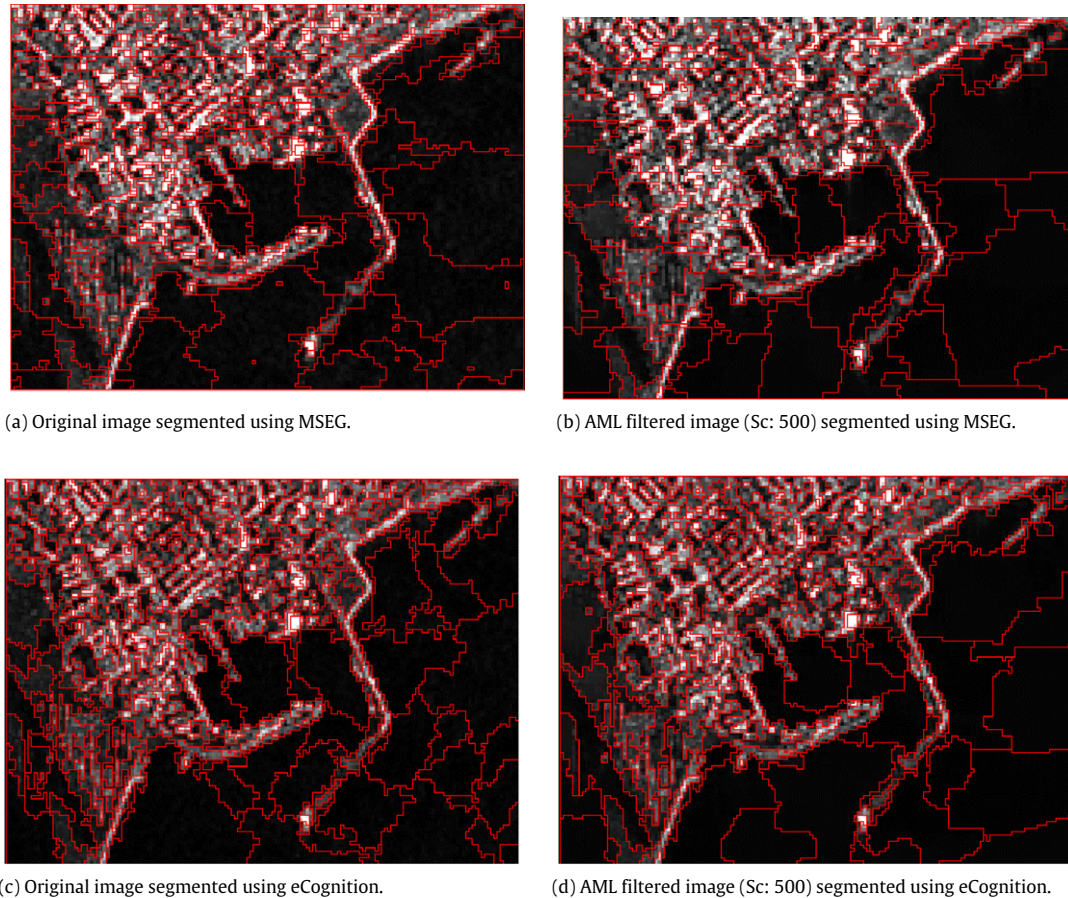 (a) Original image segmented using MSEG.
(b) AML filtered image (Sc: 500) segmented using MSEG.
(c) Original image segmented using eCognition.
(d) AML filtered image (Sc: 500) segmented using eCognition.